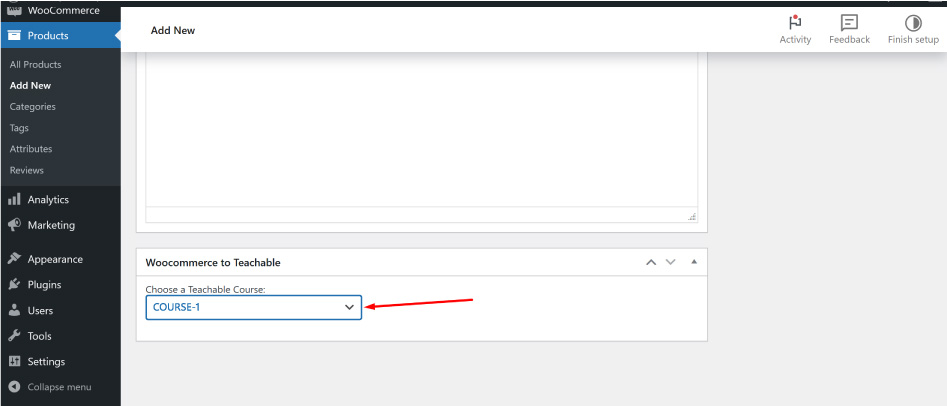 WooCommerce
Products
All Products
Add New
Categories
Tags
Attributes
Reviews
Analytics
Marketing
Appearance
Plugins
Users
Tools
Settings
Collapse menu
Add New
Activity
Feedback
Finish setup
Woocommerce to Teachable
Choose a Teachable Course:
COURSE-1